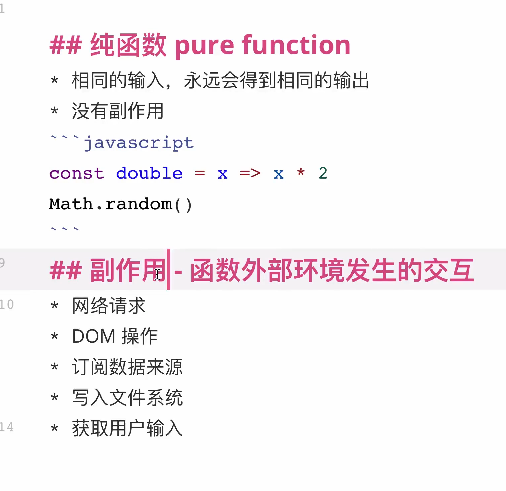 1
## 纯函数 pure function
* 相同的输入，永远会得到相同的输出
* 没有副作用
```javascript
const double = x => x * 2
Math.random()
```
9
## 副作用 - 函数外部环境发生的交互
10
* 网络请求
* DOM 操作
* 订阅数据来源
* 写入文件系统
14
* 获取用户输入